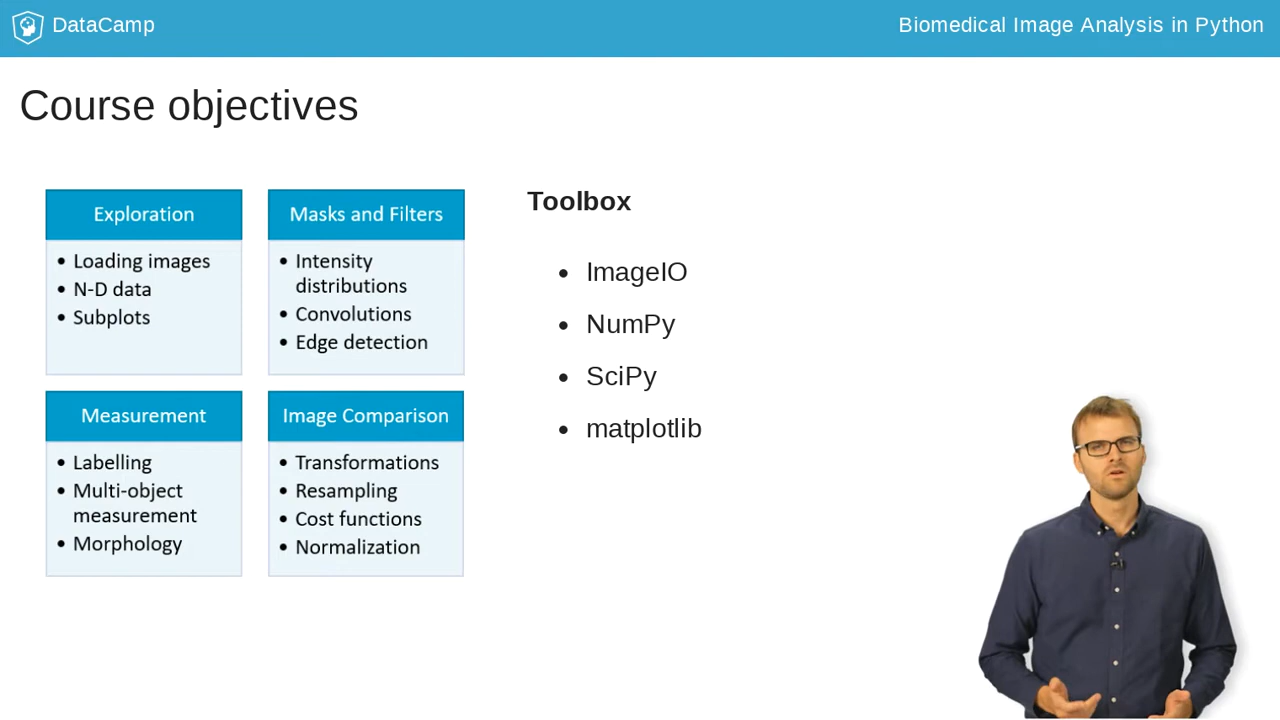 DataCamp
Biomedical Image Analysis in Python
Course objectives
Exploration
• Loading images
• N-D data
• Subplots
Masks and Filters
• Intensity
distributions
• Convolutions
• Edge detection
Measurement
• Labelling
• Multi-object
measurement
• Morphology
Image Comparison
• Transformations
• Resampling
• Cost functions
• Normalization
Toolbox
• ImageIO
• NumPy
• SciPy
• matplotlib